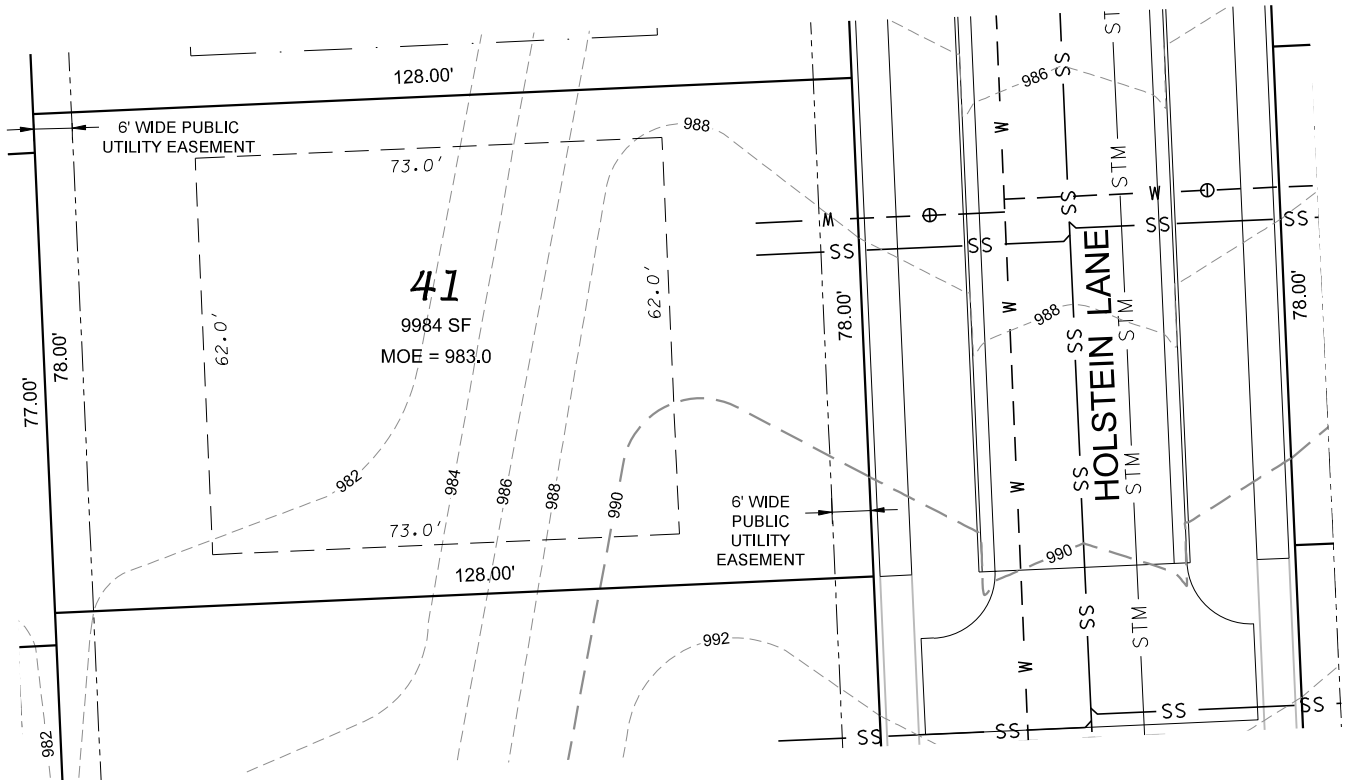 128.00'
6' WIDE PUBLIC
UTILITY EASEMENT
73.0'
988
986
ST
SS
W
STM
41
9984 SF
MOE = 983.0
62.0'
62.0'
78.00'
77.00'
78.00'
78.00'
W
SS
SS
SS
W
SS
SS
W
988
SS
STM
HOLSTEIN LANE
982
984
986
988
990
W
SS
STM
6' WIDE
PUBLIC
UTILITY
EASEMENT
73.0'
128.00'
990
SS
STM
W
992
982
SS
SS
SS
SS